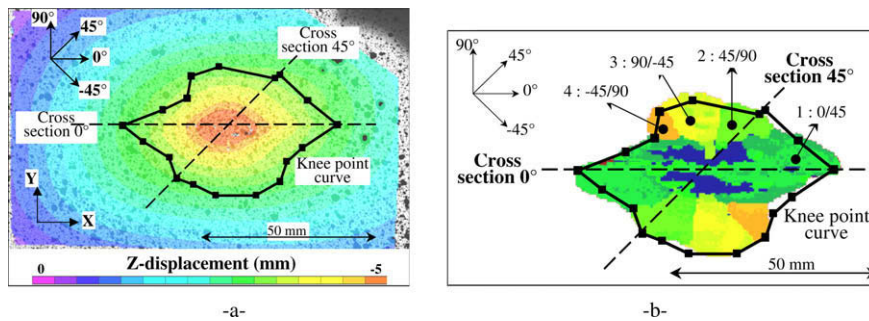 90°
45°
0°
-45°
Cross
section 45°
Cross
section 0°
Knee point
curve
Y
X
50 mm
Z-displacement (mm)
0
-5
-a-
90°
45°
0°
-45°
3 : 90/-45
2 : 45/90
4 : -45/90
Cross
section 45°
1 : 0/45
Cross
section 0°
Knee point
curve
50 mm
-b-